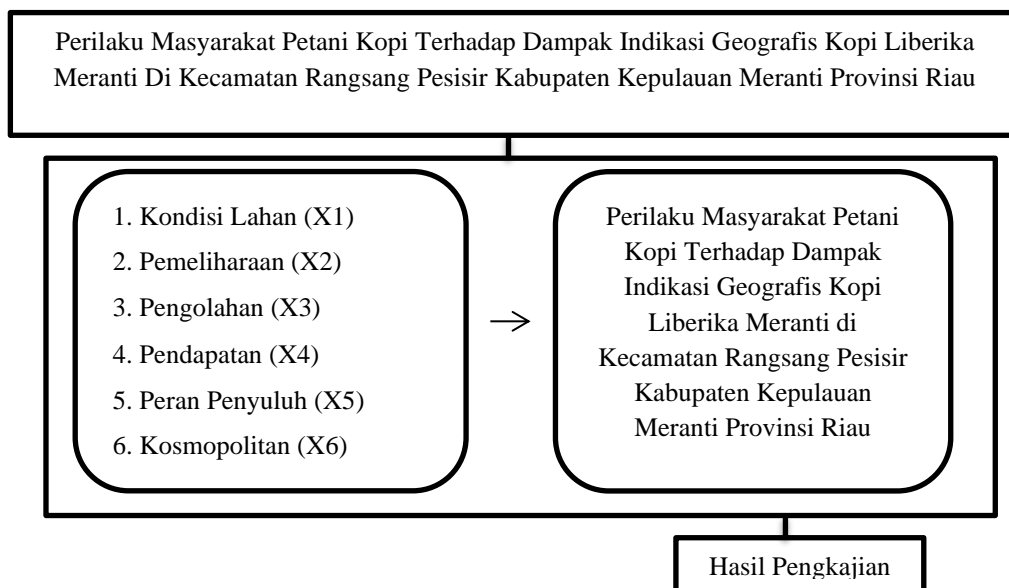 Perilaku Masyarakat Petani Kopi Terhadap Dampak Indikasi Geografis Kopi Liberika
Meranti Di Kecamatan Rangsang Pesisir Kabupaten Kepulauan Meranti Provinsi Riau
1. Kondisi Lahan (X1)
2. Pemeliharaan (X2)
3. Pengolahan (X3)
4. Pendapatan (X4)
5. Peran Penyuluh (X5)
6. Kosmopolitan (X6)
Perilaku Masyarakat Petani
Kopi Terhadap Dampak
Indikasi Geografis Kopi
Liberika Meranti di
Kecamatan Rangsang Pesisir
Kabupaten Kepulauan
Meranti Provinsi Riau
Hasil Pengkajian